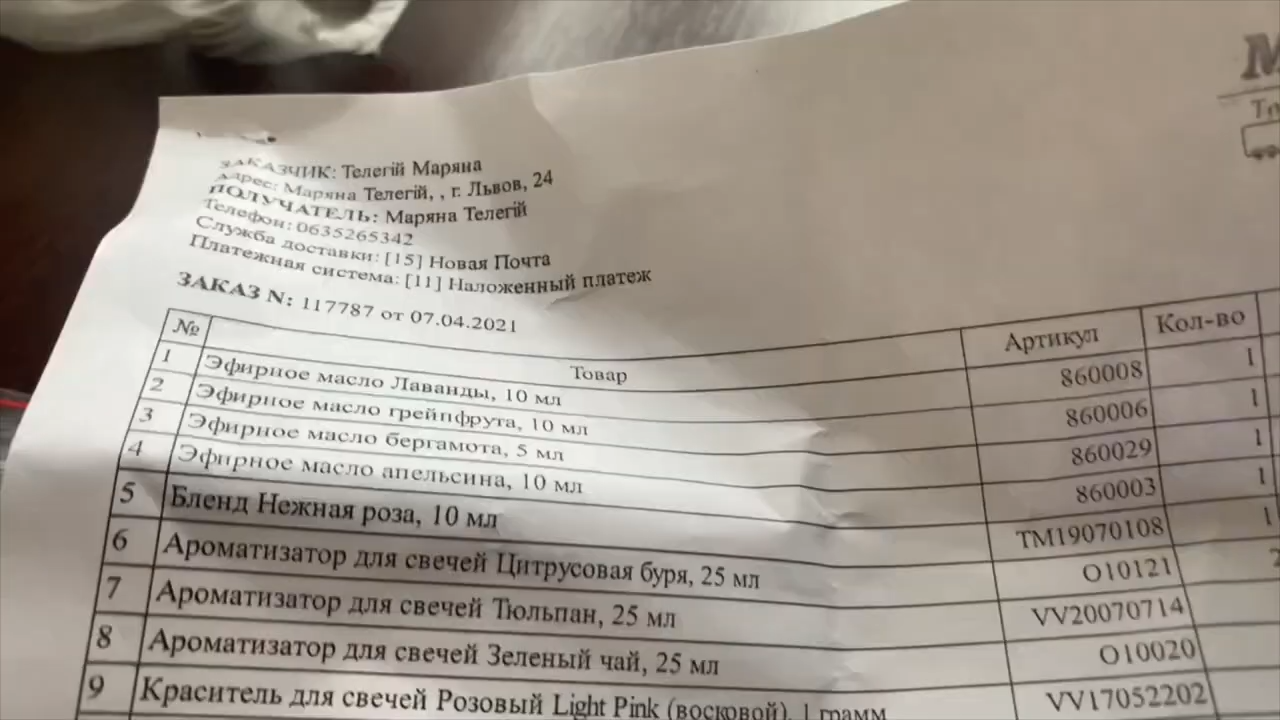 ЗАКАЗЧИК: Телегій Маряна
Адрес: Маряна Телегій, , г. Львов, 24
ПОЛУЧАТЕЛЬ: Маряна Телегій
Телефон: 0635265342
Служба доставки: [15] Новая Почта
Платежная система: [11] Наложенный платеж
ЗАКАЗ N: 117787 от 07.04.2021
№ Товар Артикул Кол-во
1 Эфирное масло Лаванды, 10 мл 860008 1
2 Эфирное масло грейпфрута, 10 мл 860006 1
3 Эфирное масло бергамота, 5 мл 860029 1
4 Эфирное масло апельсина, 10 мл 860003 1
5 Бленд Нежная роза, 10 мл TM19070108 1
6 Ароматизатор для свечей Цитрусовая буря, 25 мл O10121 2
7 Ароматизатор для свечей Тюльпан, 25 мл VV20070714
8 Ароматизатор для свечей Зеленый чай, 25 мл O10020
9 Краситель для свечей Розовый Light Pink (восковой), 1 грамм VV17052202